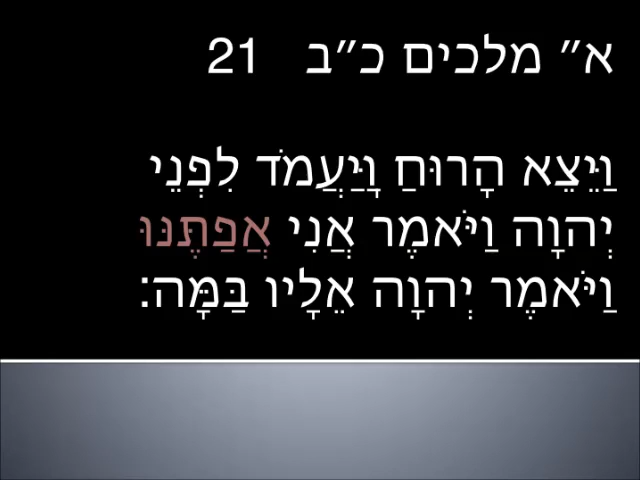 א״ מלכים כ״ב 21
וַיֵּצֵא הָרוּחַ וַָיַּעֲמֹד לִפְנֵי
יְהוָה וַיֹּאמֶר אֲנִי אֲפַתֶּנּוּ
וַיֹּאמֶר יְהוָה אֵלָיו בַּמָּה: